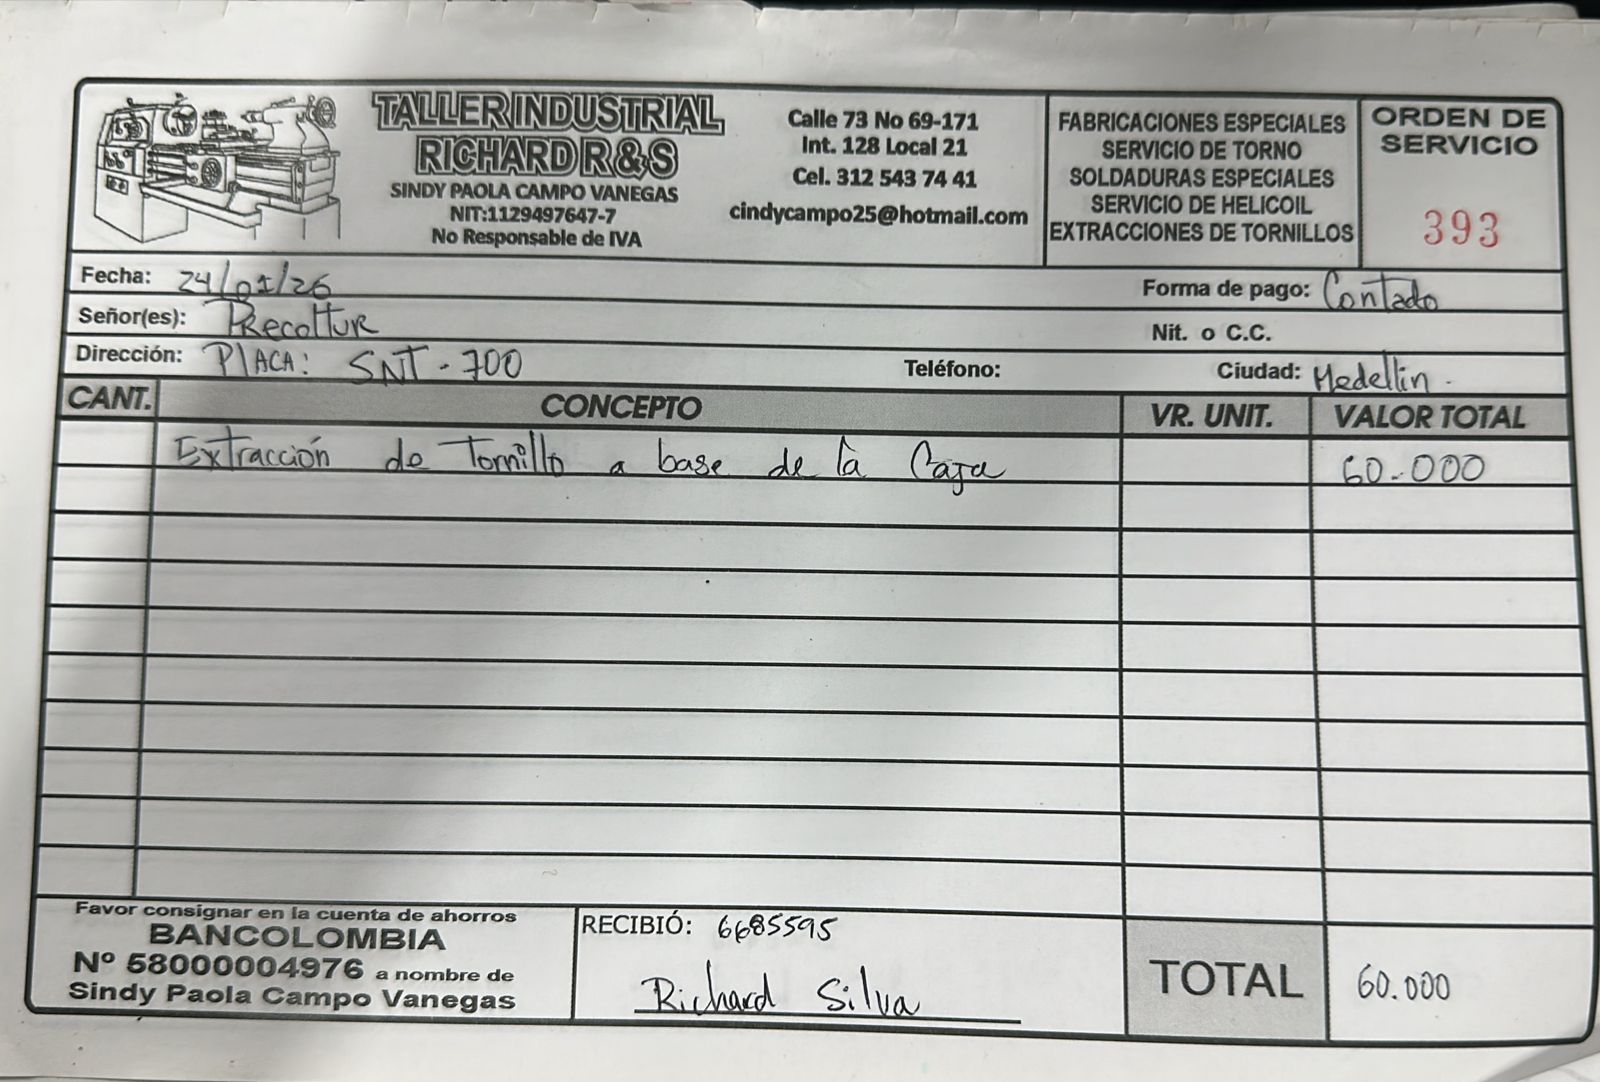 TALLER INDUSTRIAL
RICHARD R & S
SINDY PAOLA CAMPO VANEGAS
NIT:1129497647-7
No Responsable de IVA
Calle 73 No 69-171
Int. 128 Local 21
Cel. 312 543 74 41
cindycampo25@hotmail.com
FABRICACIONES ESPECIALES
SERVICIO DE TORNO
SOLDADURAS ESPECIALES
SERVICIO DE HELICOIL
EXTRACCIONES DE TORNILLOS
ORDEN DE
SERVICIO
393
Fecha: 24/01/26 Forma de pago: Contado
Señor(es): Precoltur Nit. o C.C.
Dirección: PlACA: SNT-700 Teléfono: Ciudad: Medellin.
CANT. CONCEPTO VR. UNIT. VALOR TOTAL
Extracción de Tornillo a base de la Caja 60.000
Favor consignar en la cuenta de ahorros
BANCOLOMBIA
Nº 58000004976 a nombre de
Sindy Paola Campo Vanegas
RECIBIÓ: 6685595
Richard Silva
TOTAL 60.000